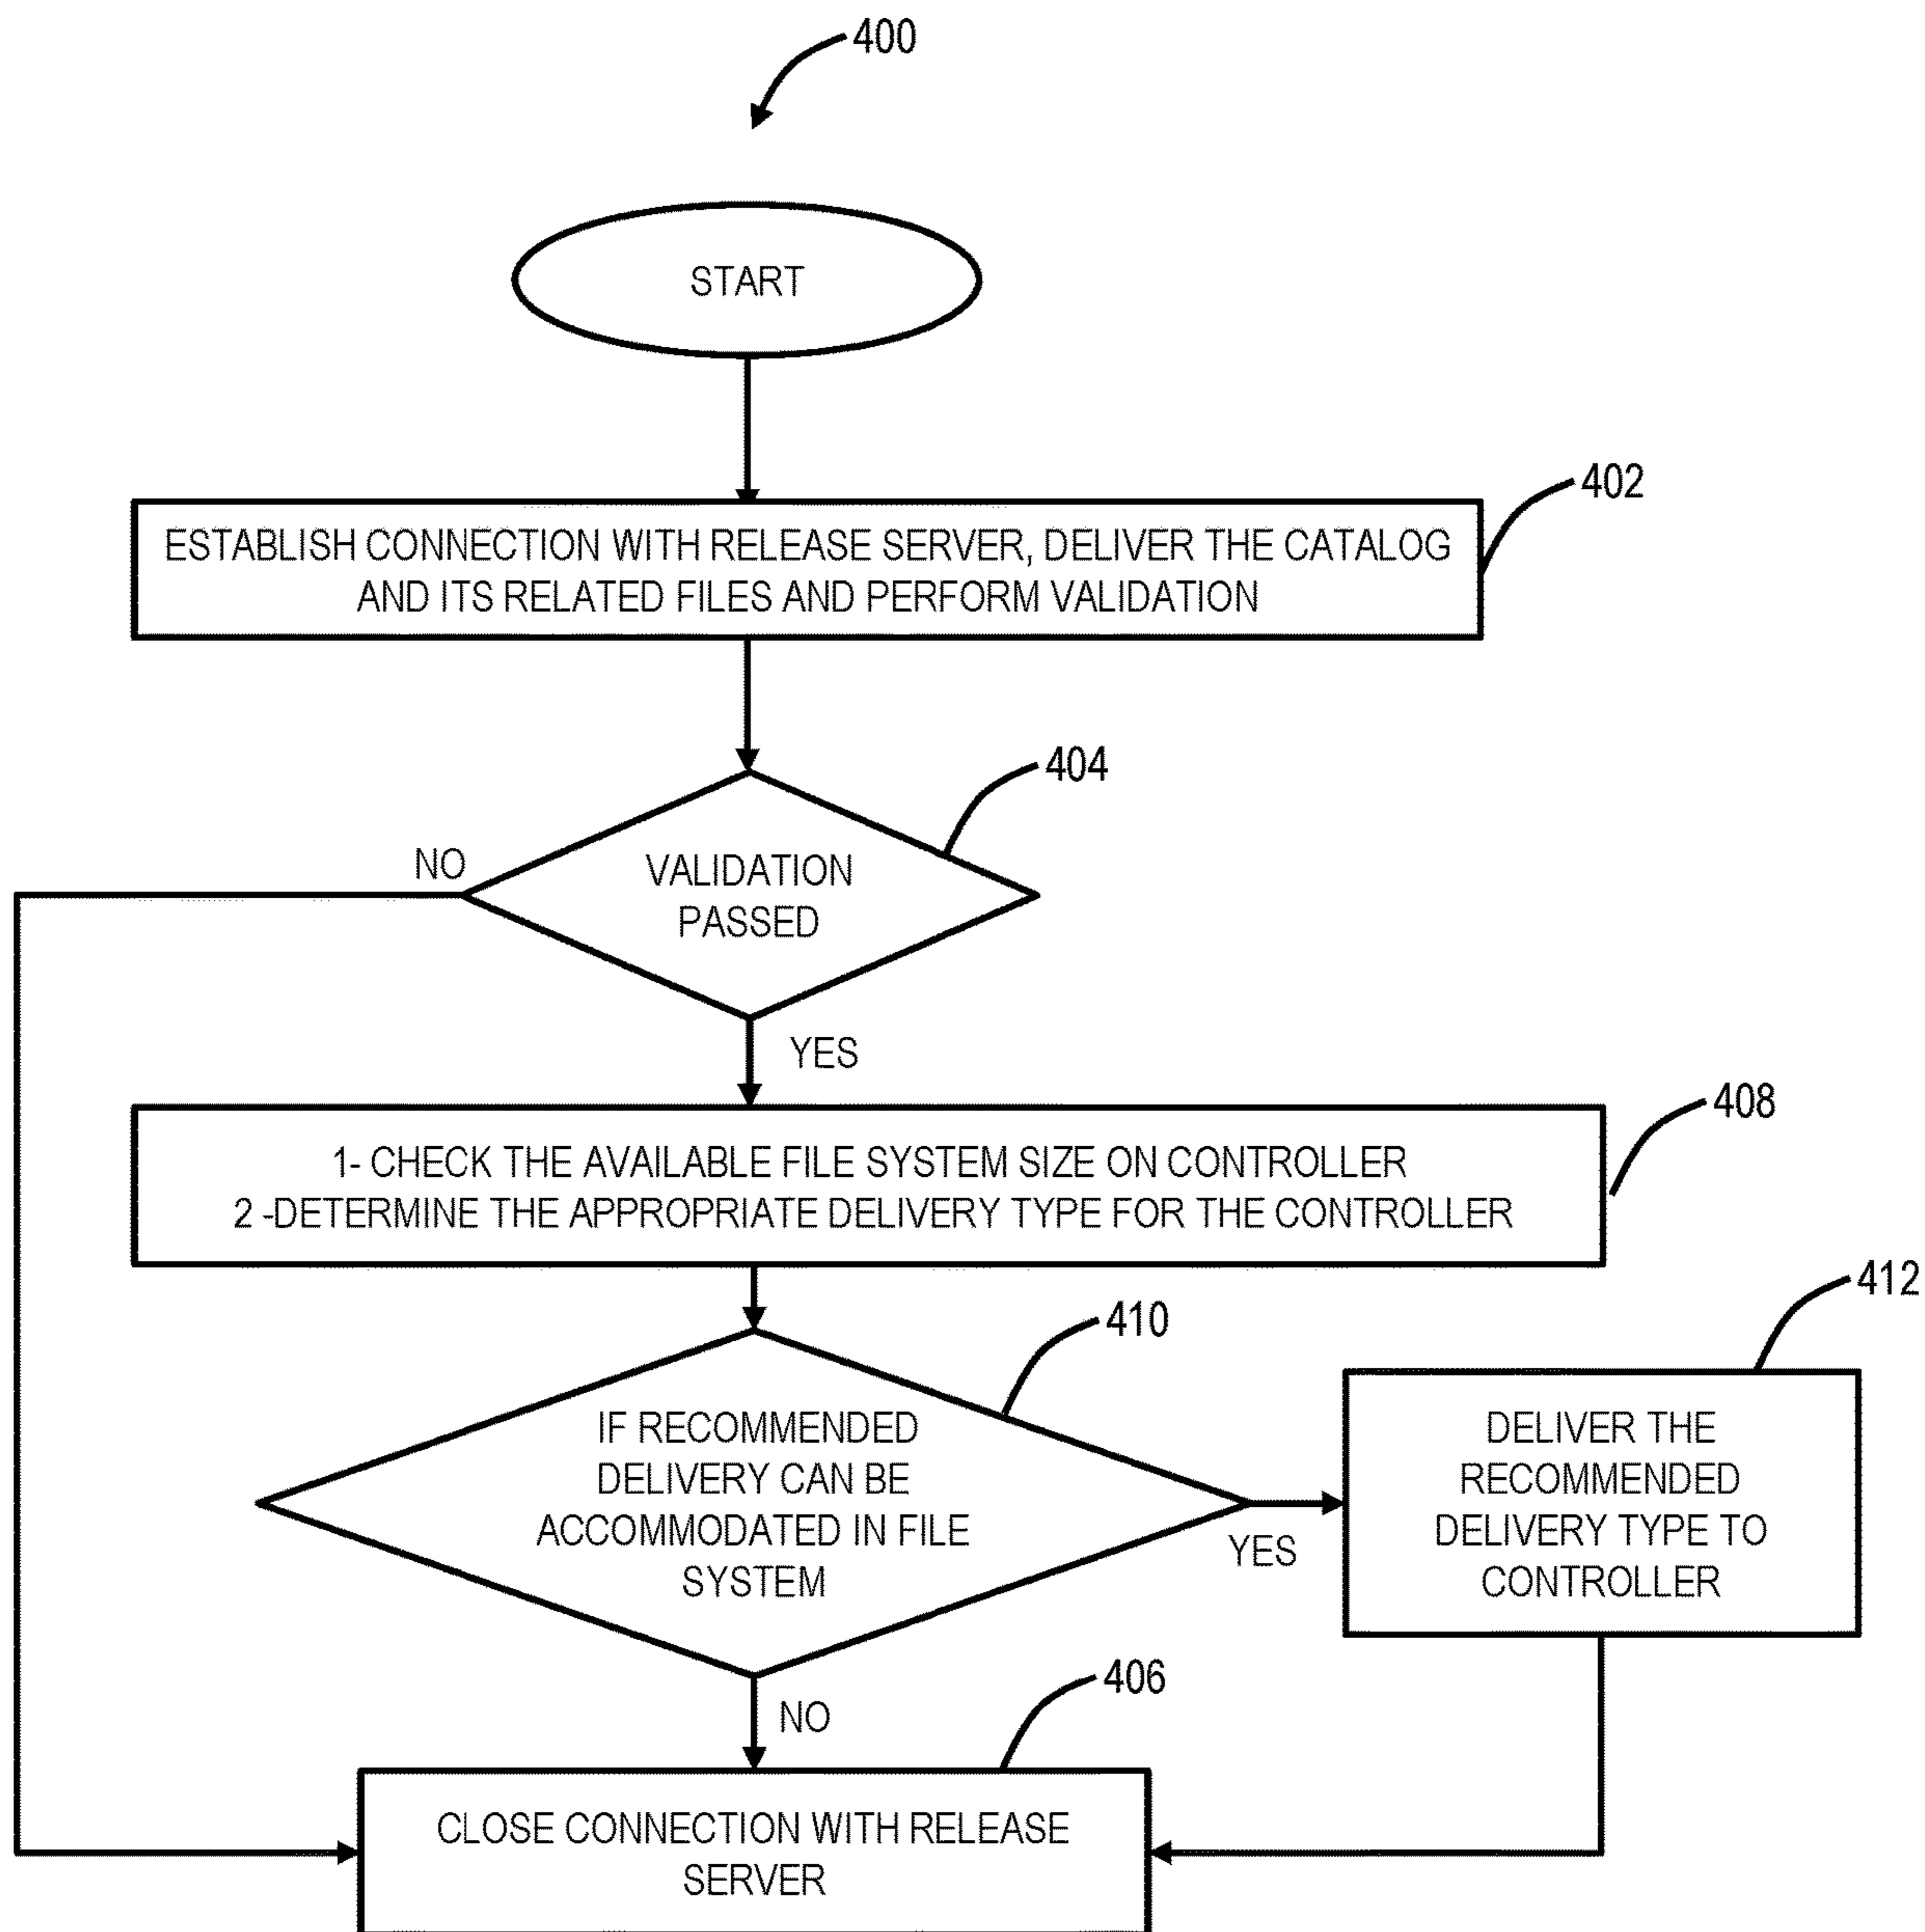 400
START
402
ESTABLISH CONNECTION WITH RELEASE SERVER, DELIVER THE CATALOG
AND ITS RELATED FILES AND PERFORM VALIDATION
404
NO
VALIDATION
PASSED
YES
408
1- CHECK THE AVAILABLE FILE SYSTEM SIZE ON CONTROLLER
2 -DETERMINE THE APPROPRIATE DELIVERY TYPE FOR THE CONTROLLER
410
412
IF RECOMMENDED
DELIVERY CAN BE
ACCOMMODATED IN FILE
SYSTEM
YES
DELIVER THE
RECOMMENDED
DELIVERY TYPE TO
CONTROLLER
NO
406
CLOSE CONNECTION WITH RELEASE
SERVER